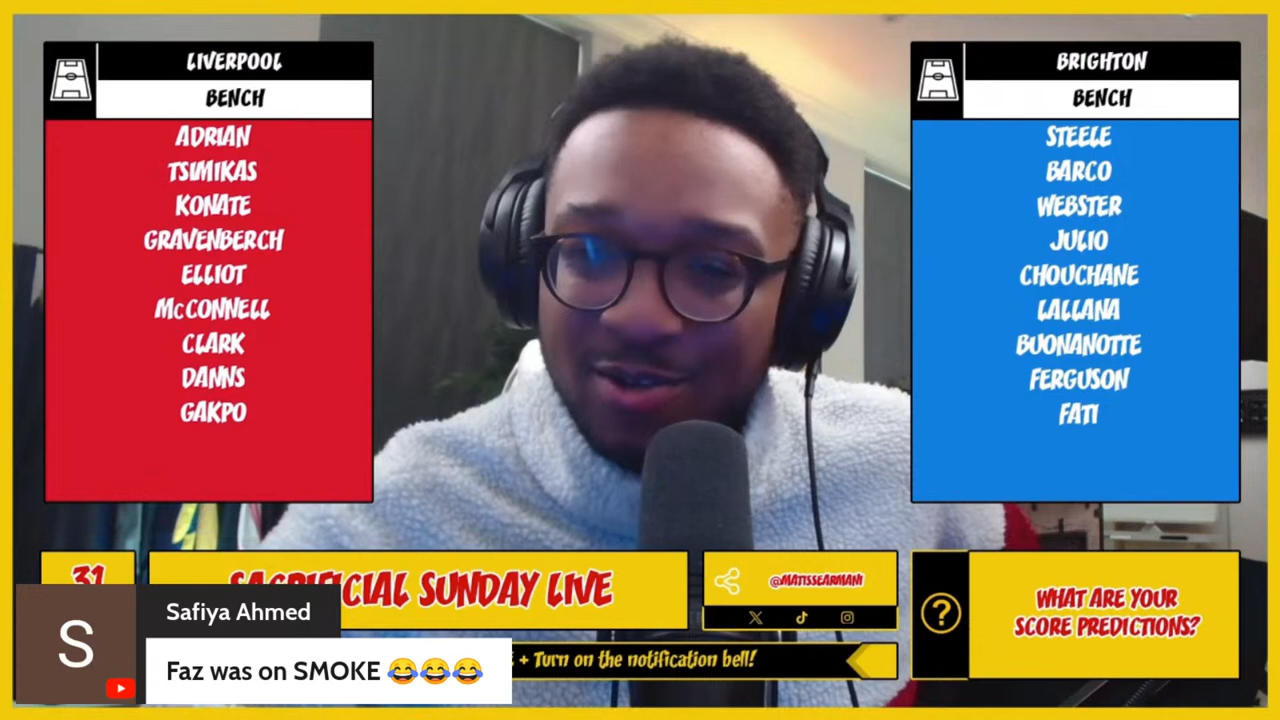 LIVERPOOL
BENCH
ADRIAN
TSIMIKAS
KONATE
GRAVENBERCH
ELLIOT
McCONNELL
CLARK
DANNS
GAKPO
BRIGHTON
BENCH
STEELE
BARCO
WEBSTER
JULIO
CHOUCHANE
LALLANA
BUONANOTTE
FERGUSON
FATI
31
SACRIFICIAL SUNDAY LIVE
@MATISSEARMANI
?
WHAT ARE YOUR
SCORE PREDICTIONS?
+ Turn on the notification bell!
S
Safiya Ahmed
Faz was on SMOKE 😂😂😂